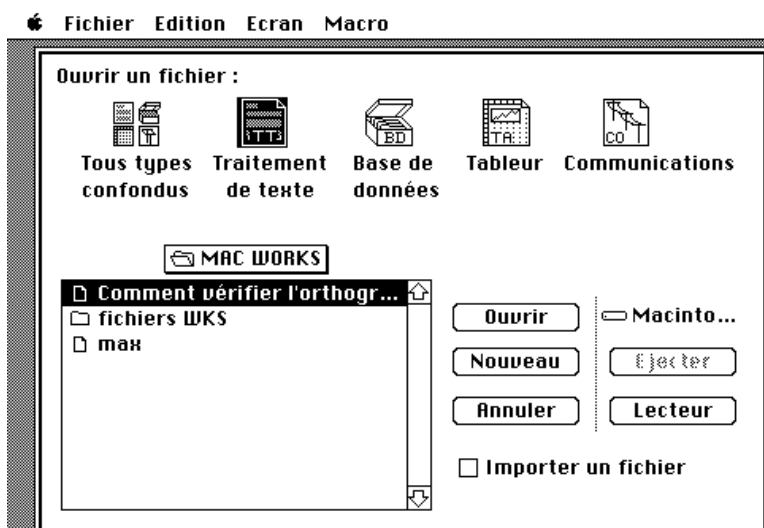 Fichier Edition Ecran Macro
Ouvrir un fichier :
TTX
BD
TA
CO
Tous types confondus
Traitement de texte
Base de données
Tableur
Communications
MAC WORKS
Comment vérifier l'orthogr...
fichiers WKS
max
Ouvrir
Macinto...
Nouveau
Ejecter
Annuler
Lecteur
Importer un fichier